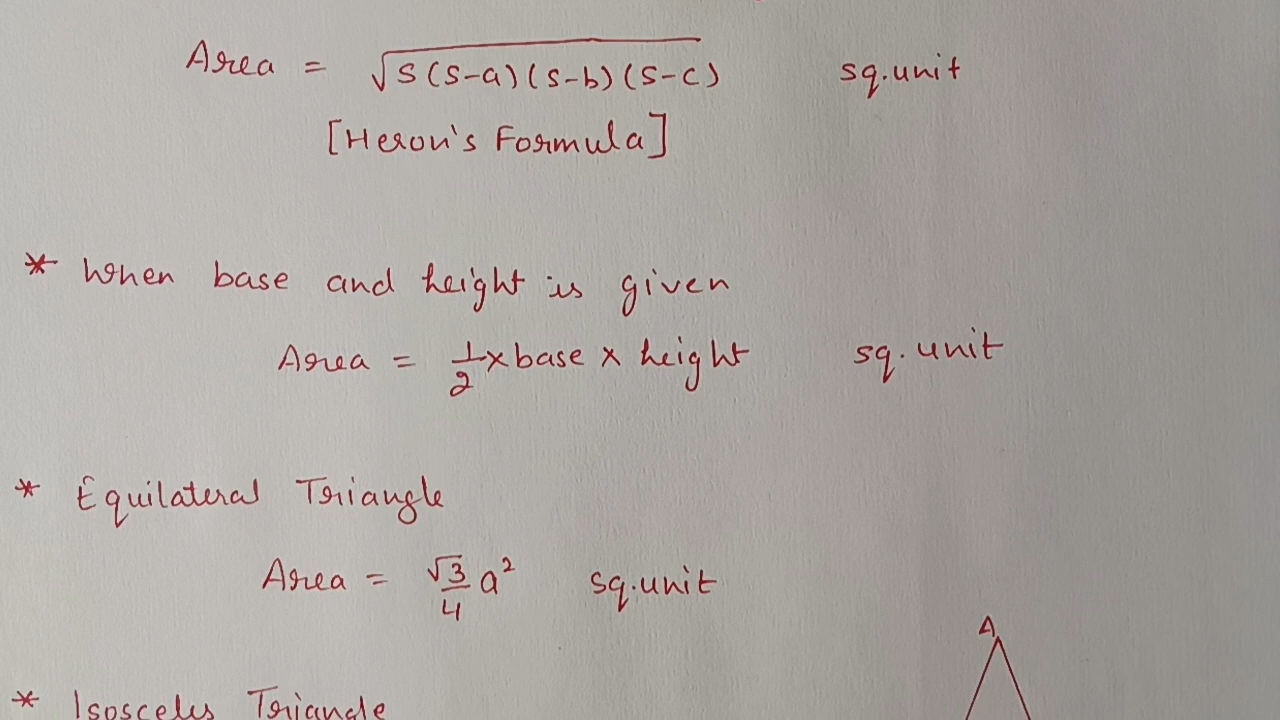 Area = √S(S-a)(S-b)(S-c) sq.unit
[Heron's Formula]
* When base and height is given
Area = 1/2 × base × height sq. unit
* Equilateral Triangle
Area = √3/4 a² sq.unit
A
* Isosceles Triangle